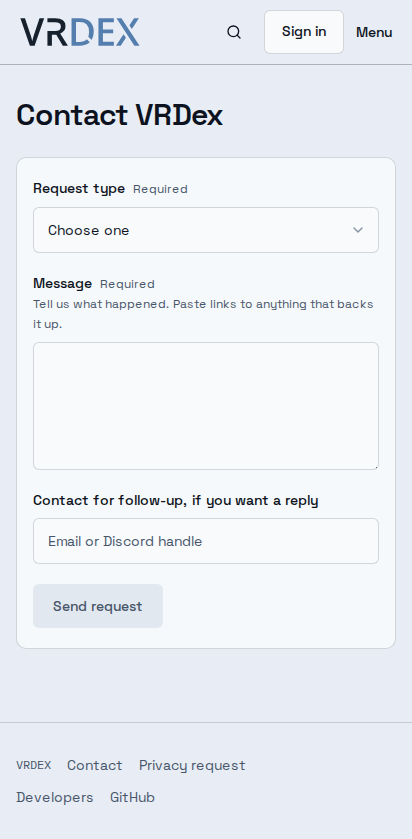 VRDEX
Sign in
Menu
Contact VRDex
Request type Required
Choose one
Message Required
Tell us what happened. Paste links to anything that backs
it up.
Contact for follow-up, if you want a reply
Email or Discord handle
Send request
VRDEX Contact Privacy request
Developers GitHub